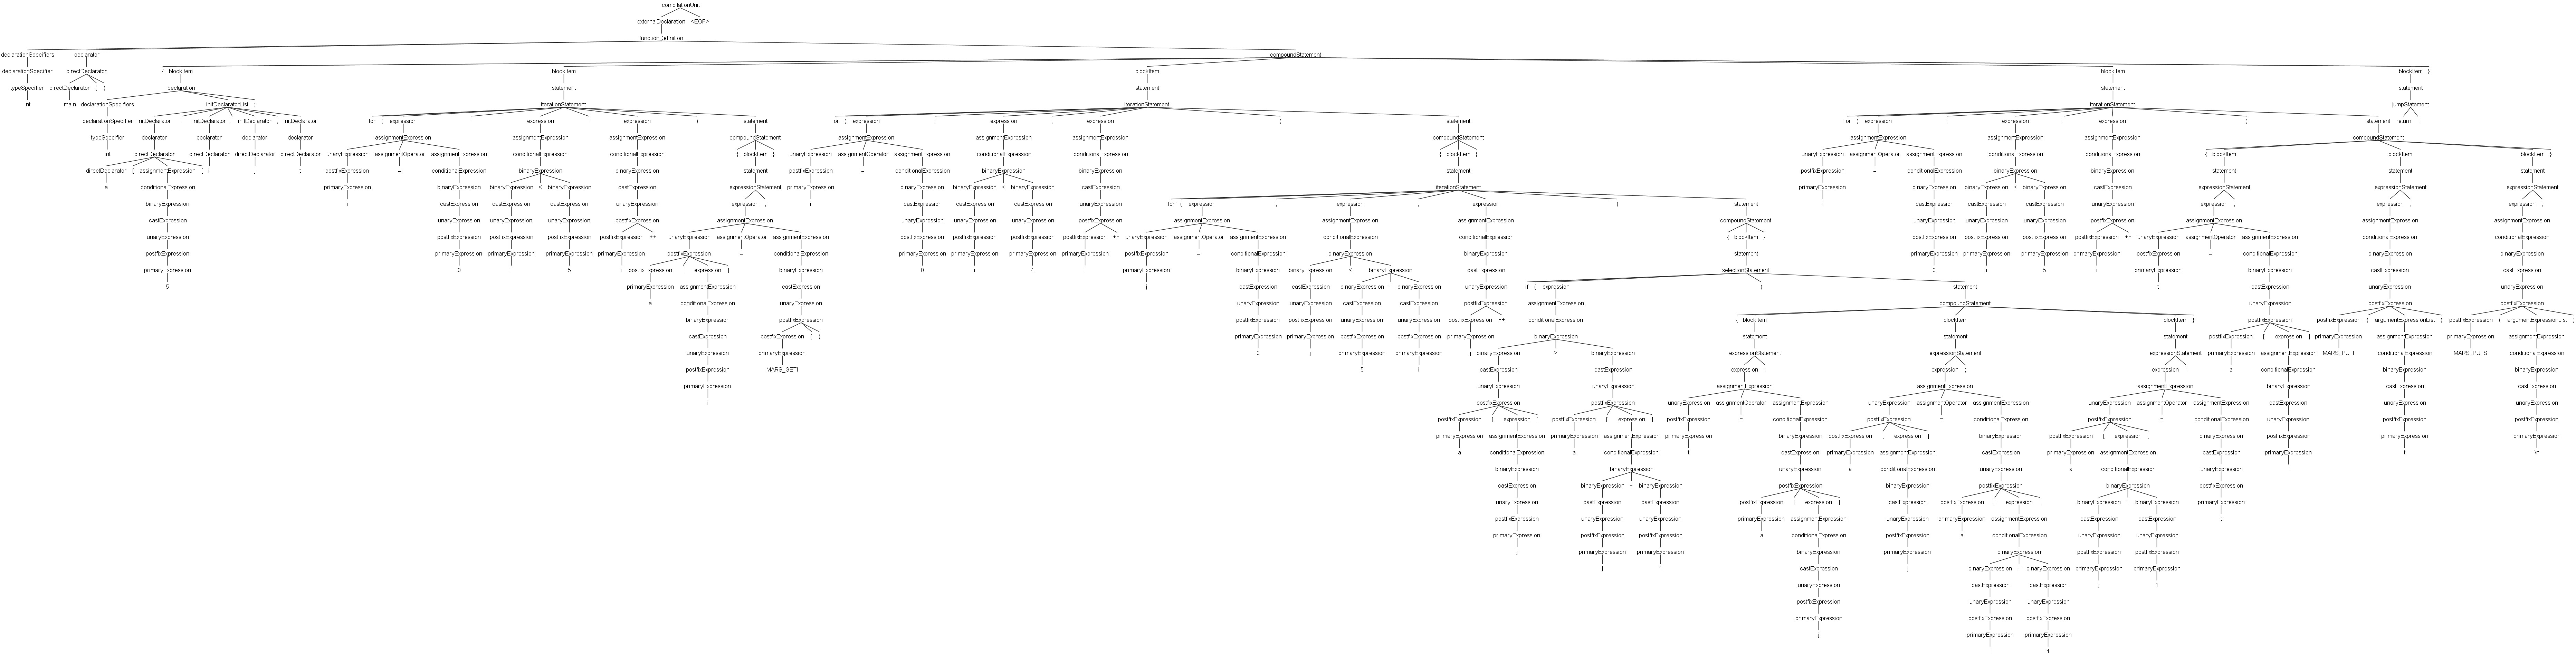 compilationUnit
externalDeclaration <EOF>
functionDefinition
declarationSpecifiers declarator compoundStatement
declarationSpecifier directDeclarator { blockItem blockItem blockItem blockItem blockItem }
typeSpecifier directDeclarator ( ) declaration statement statement statement statement
int main declarationSpecifiers initDeclaratorList ; iterationStatement iterationStatement iterationStatement jumpStatement
declarationSpecifier initDeclarator , initDeclarator , initDeclarator , initDeclarator for ( expression ; expression ; expression ) statement for ( expression ; expression ; expression ) statement for ( expression ; expression ; expression ) statement return ;
typeSpecifier declarator declarator declarator declarator assignmentExpression assignmentExpression assignmentExpression compoundStatement assignmentExpression assignmentExpression assignmentExpression compoundStatement assignmentExpression assignmentExpression assignmentExpression compoundStatement
int directDeclarator directDeclarator directDeclarator directDeclarator unaryExpression assignmentOperator assignmentExpression conditionalExpression conditionalExpression { blockItem } unaryExpression assignmentOperator assignmentExpression conditionalExpression conditionalExpression { blockItem } unaryExpression assignmentOperator assignmentExpression conditionalExpression conditionalExpression { blockItem blockItem blockItem }
directDeclarator [ assignmentExpression ] i j t postfixExpression = conditionalExpression binaryExpression binaryExpression statement postfixExpression = conditionalExpression binaryExpression binaryExpression statement postfixExpression = conditionalExpression binaryExpression binaryExpression statement statement statement
a conditionalExpression primaryExpression binaryExpression binaryExpression < binaryExpression castExpression expressionStatement primaryExpression binaryExpression binaryExpression < binaryExpression castExpression iterationStatement primaryExpression binaryExpression binaryExpression < binaryExpression castExpression expressionStatement expressionStatement expressionStatement
binaryExpression i castExpression castExpression castExpression unaryExpression expression ; i castExpression castExpression castExpression unaryExpression for ( expression ; expression ; expression ) statement i castExpression castExpression castExpression unaryExpression expression ; expression ; expression ;
castExpression unaryExpression unaryExpression unaryExpression postfixExpression assignmentExpression unaryExpression unaryExpression unaryExpression postfixExpression assignmentExpression assignmentExpression assignmentExpression compoundStatement unaryExpression unaryExpression unaryExpression postfixExpression assignmentExpression assignmentExpression assignmentExpression
unaryExpression postfixExpression postfixExpression postfixExpression postfixExpression ++ unaryExpression assignmentOperator assignmentExpression postfixExpression postfixExpression postfixExpression postfixExpression ++ unaryExpression assignmentOperator assignmentExpression conditionalExpression conditionalExpression { blockItem } postfixExpression postfixExpression postfixExpression postfixExpression ++ unaryExpression assignmentOperator assignmentExpression conditionalExpression conditionalExpression
postfixExpression primaryExpression primaryExpression primaryExpression primaryExpression postfixExpression = conditionalExpression primaryExpression primaryExpression primaryExpression primaryExpression postfixExpression = conditionalExpression binaryExpression binaryExpression statement primaryExpression primaryExpression primaryExpression primaryExpression postfixExpression = conditionalExpression binaryExpression binaryExpression
primaryExpression 0 i 5 i postfixExpression [ expression ] binaryExpression 0 i 4 i primaryExpression binaryExpression binaryExpression < binaryExpression castExpression selectionStatement 0 i 5 i primaryExpression binaryExpression castExpression castExpression
5 primaryExpression assignmentExpression castExpression j castExpression castExpression binaryExpression - binaryExpression unaryExpression if ( expression ) statement t castExpression unaryExpression unaryExpression
a conditionalExpression unaryExpression unaryExpression unaryExpression castExpression castExpression postfixExpression assignmentExpression compoundStatement unaryExpression postfixExpression postfixExpression
binaryExpression postfixExpression postfixExpression postfixExpression unaryExpression unaryExpression postfixExpression ++ conditionalExpression { blockItem blockItem blockItem } postfixExpression postfixExpression ( argumentExpressionList ) postfixExpression ( argumentExpressionList )
castExpression postfixExpression ( ) primaryExpression primaryExpression postfixExpression postfixExpression primaryExpression binaryExpression statement statement statement postfixExpression [ expression ] primaryExpression assignmentExpression primaryExpression assignmentExpression
unaryExpression primaryExpression 0 j primaryExpression primaryExpression j binaryExpression > binaryExpression expressionStatement expressionStatement expressionStatement primaryExpression assignmentExpression MARS_PUTI conditionalExpression MARS_PUTS conditionalExpression
postfixExpression MARS_GETI 5 i castExpression castExpression expression ; expression ; expression ; a conditionalExpression binaryExpression binaryExpression
primaryExpression unaryExpression unaryExpression assignmentExpression assignmentExpression assignmentExpression binaryExpression castExpression castExpression
i postfixExpression postfixExpression unaryExpression assignmentOperator assignmentExpression unaryExpression assignmentOperator assignmentExpression unaryExpression assignmentOperator assignmentExpression castExpression unaryExpression unaryExpression
postfixExpression [ expression ] postfixExpression [ expression ] postfixExpression = conditionalExpression postfixExpression = conditionalExpression postfixExpression = conditionalExpression unaryExpression postfixExpression postfixExpression
primaryExpression assignmentExpression primaryExpression assignmentExpression primaryExpression binaryExpression postfixExpression [ expression ] binaryExpression postfixExpression [ expression ] binaryExpression postfixExpression primaryExpression primaryExpression
a conditionalExpression a conditionalExpression t castExpression primaryExpression assignmentExpression castExpression primaryExpression assignmentExpression castExpression primaryExpression t "\n"
binaryExpression binaryExpression unaryExpression a conditionalExpression unaryExpression a conditionalExpression unaryExpression i
castExpression binaryExpression + binaryExpression postfixExpression binaryExpression postfixExpression binaryExpression postfixExpression
unaryExpression castExpression castExpression postfixExpression [ expression ] castExpression postfixExpression [ expression ] binaryExpression + binaryExpression primaryExpression
postfixExpression unaryExpression unaryExpression primaryExpression assignmentExpression unaryExpression primaryExpression assignmentExpression castExpression castExpression t
primaryExpression postfixExpression postfixExpression a conditionalExpression postfixExpression a conditionalExpression unaryExpression unaryExpression
j primaryExpression primaryExpression binaryExpression primaryExpression binaryExpression postfixExpression postfixExpression
j 1 castExpression j binaryExpression + binaryExpression primaryExpression primaryExpression
unaryExpression castExpression castExpression j 1
postfixExpression unaryExpression unaryExpression
primaryExpression postfixExpression postfixExpression
j primaryExpression primaryExpression
j 1